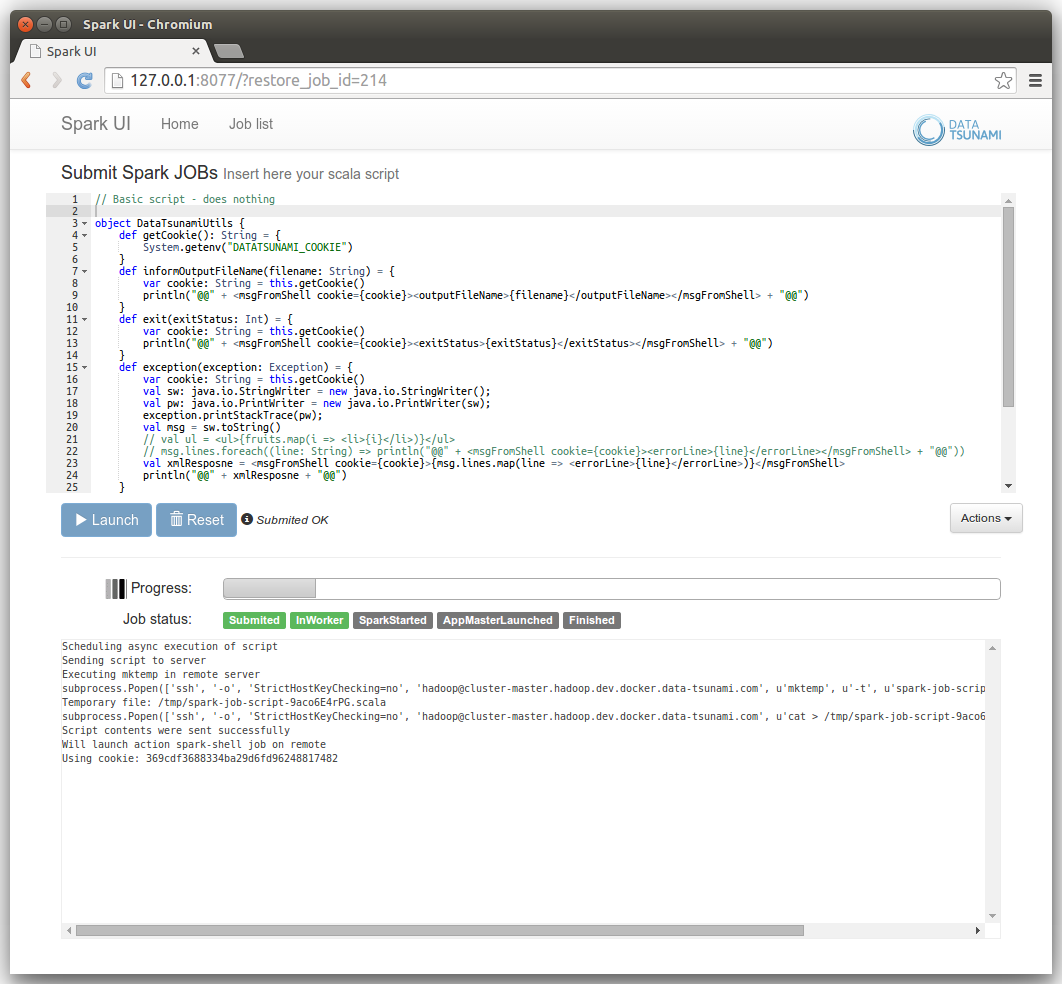 Spark UI - Chromium
Spark UI
127.0.0.1:8077/?restore_job_id=214
Spark UI Home Job list
DATA
TSUNAMI
Submit Spark JOBs Insert here your scala script
1 // Basic script - does nothing
2
3 object DataTsunamiUtils {
4 def getCookie(): String = {
5 System.getenv("DATATSUNAMI_COOKIE")
6 }
7 def informOutputFileName(filename: String) = {
8 var cookie: String = this.getCookie()
9 println("@@" + <msgFromShell cookie={cookie}><outputFileName>{filename}</outputFileName></msgFromShell> + "@@")
10 }
11 def exit(exitStatus: Int) = {
12 var cookie: String = this.getCookie()
13 println("@@" + <msgFromShell cookie={cookie}><exitStatus>{exitStatus}</exitStatus></msgFromShell> + "@@")
14 }
15 def exception(exception: Exception) = {
16 var cookie: String = this.getCookie()
17 val sw: java.io.StringWriter = new java.io.StringWriter();
18 val pw: java.io.PrintWriter = new java.io.PrintWriter(sw);
19 exception.printStackTrace(pw);
20 val msg = sw.toString()
21 // val ul = <ul>{fruits.map(i => <li>{i}</li>)}</ul>
22 // msg.lines.foreach((line: String) => println("@@" + <msgFromShell cookie={cookie}><errorLine>{line}</errorLine></msgFromShell> + "@@"))
23 val xmlResposne = <msgFromShell cookie={cookie}>{msg.lines.map(line => <errorLine>{line}</errorLine>)}</msgFromShell>
24 println("@@" + xmlResposne + "@@")
25 }
Launch Reset Submited OK Actions
Progress:
Job status: Submited InWorker SparkStarted AppMasterLaunched Finished
Scheduling async execution of script
Sending script to server
Executing mktemp in remote server
subprocess.Popen(['ssh', '-o', 'StrictHostKeyChecking=no', 'hadoop@cluster-master.hadoop.dev.docker.data-tsunami.com', u'mktemp', u'-t', u'spark-job-scrip
Temporary file: /tmp/spark-job-script-9aco6E4rPG.scala
subprocess.Popen(['ssh', '-o', 'StrictHostKeyChecking=no', 'hadoop@cluster-master.hadoop.dev.docker.data-tsunami.com', u'cat > /tmp/spark-job-script-9aco6
Script contents were sent successfully
Will launch action spark-shell job on remote
Using cookie: 369cdf3688334ba29d6fd96248817482